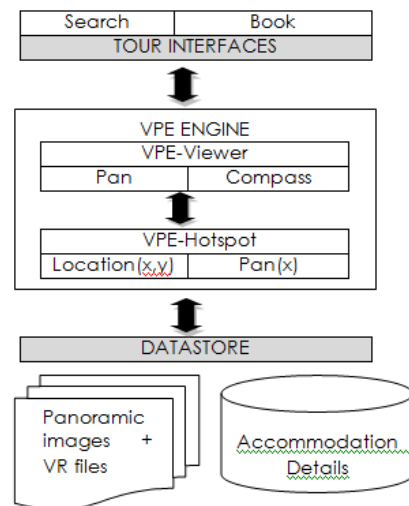 Search Book
TOUR INTERFACES
VPE ENGINE
VPE-Viewer
Pan Compass
VPE-Hotspot
Location(x,y) Pan(x)
DATASTORE
Panoramic
images +
VR files
Accommodation
Details